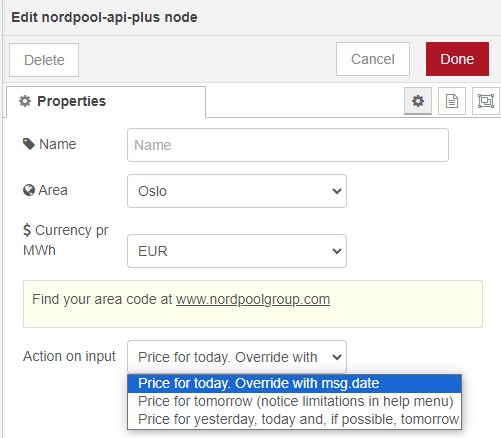 Edit nordpool-api-plus node
Delete
Cancel
Done
Properties
Name
Name
Area
Oslo
$ Currency pr
MWh
EUR
Find your area code at www.nordpoolgroup.com
Action on input
Price for today. Override with
Price for today. Override with msg.date
Price for tomorrow (notice limitations in help menu)
Price for yesterday, today and, if possible, tomorrow